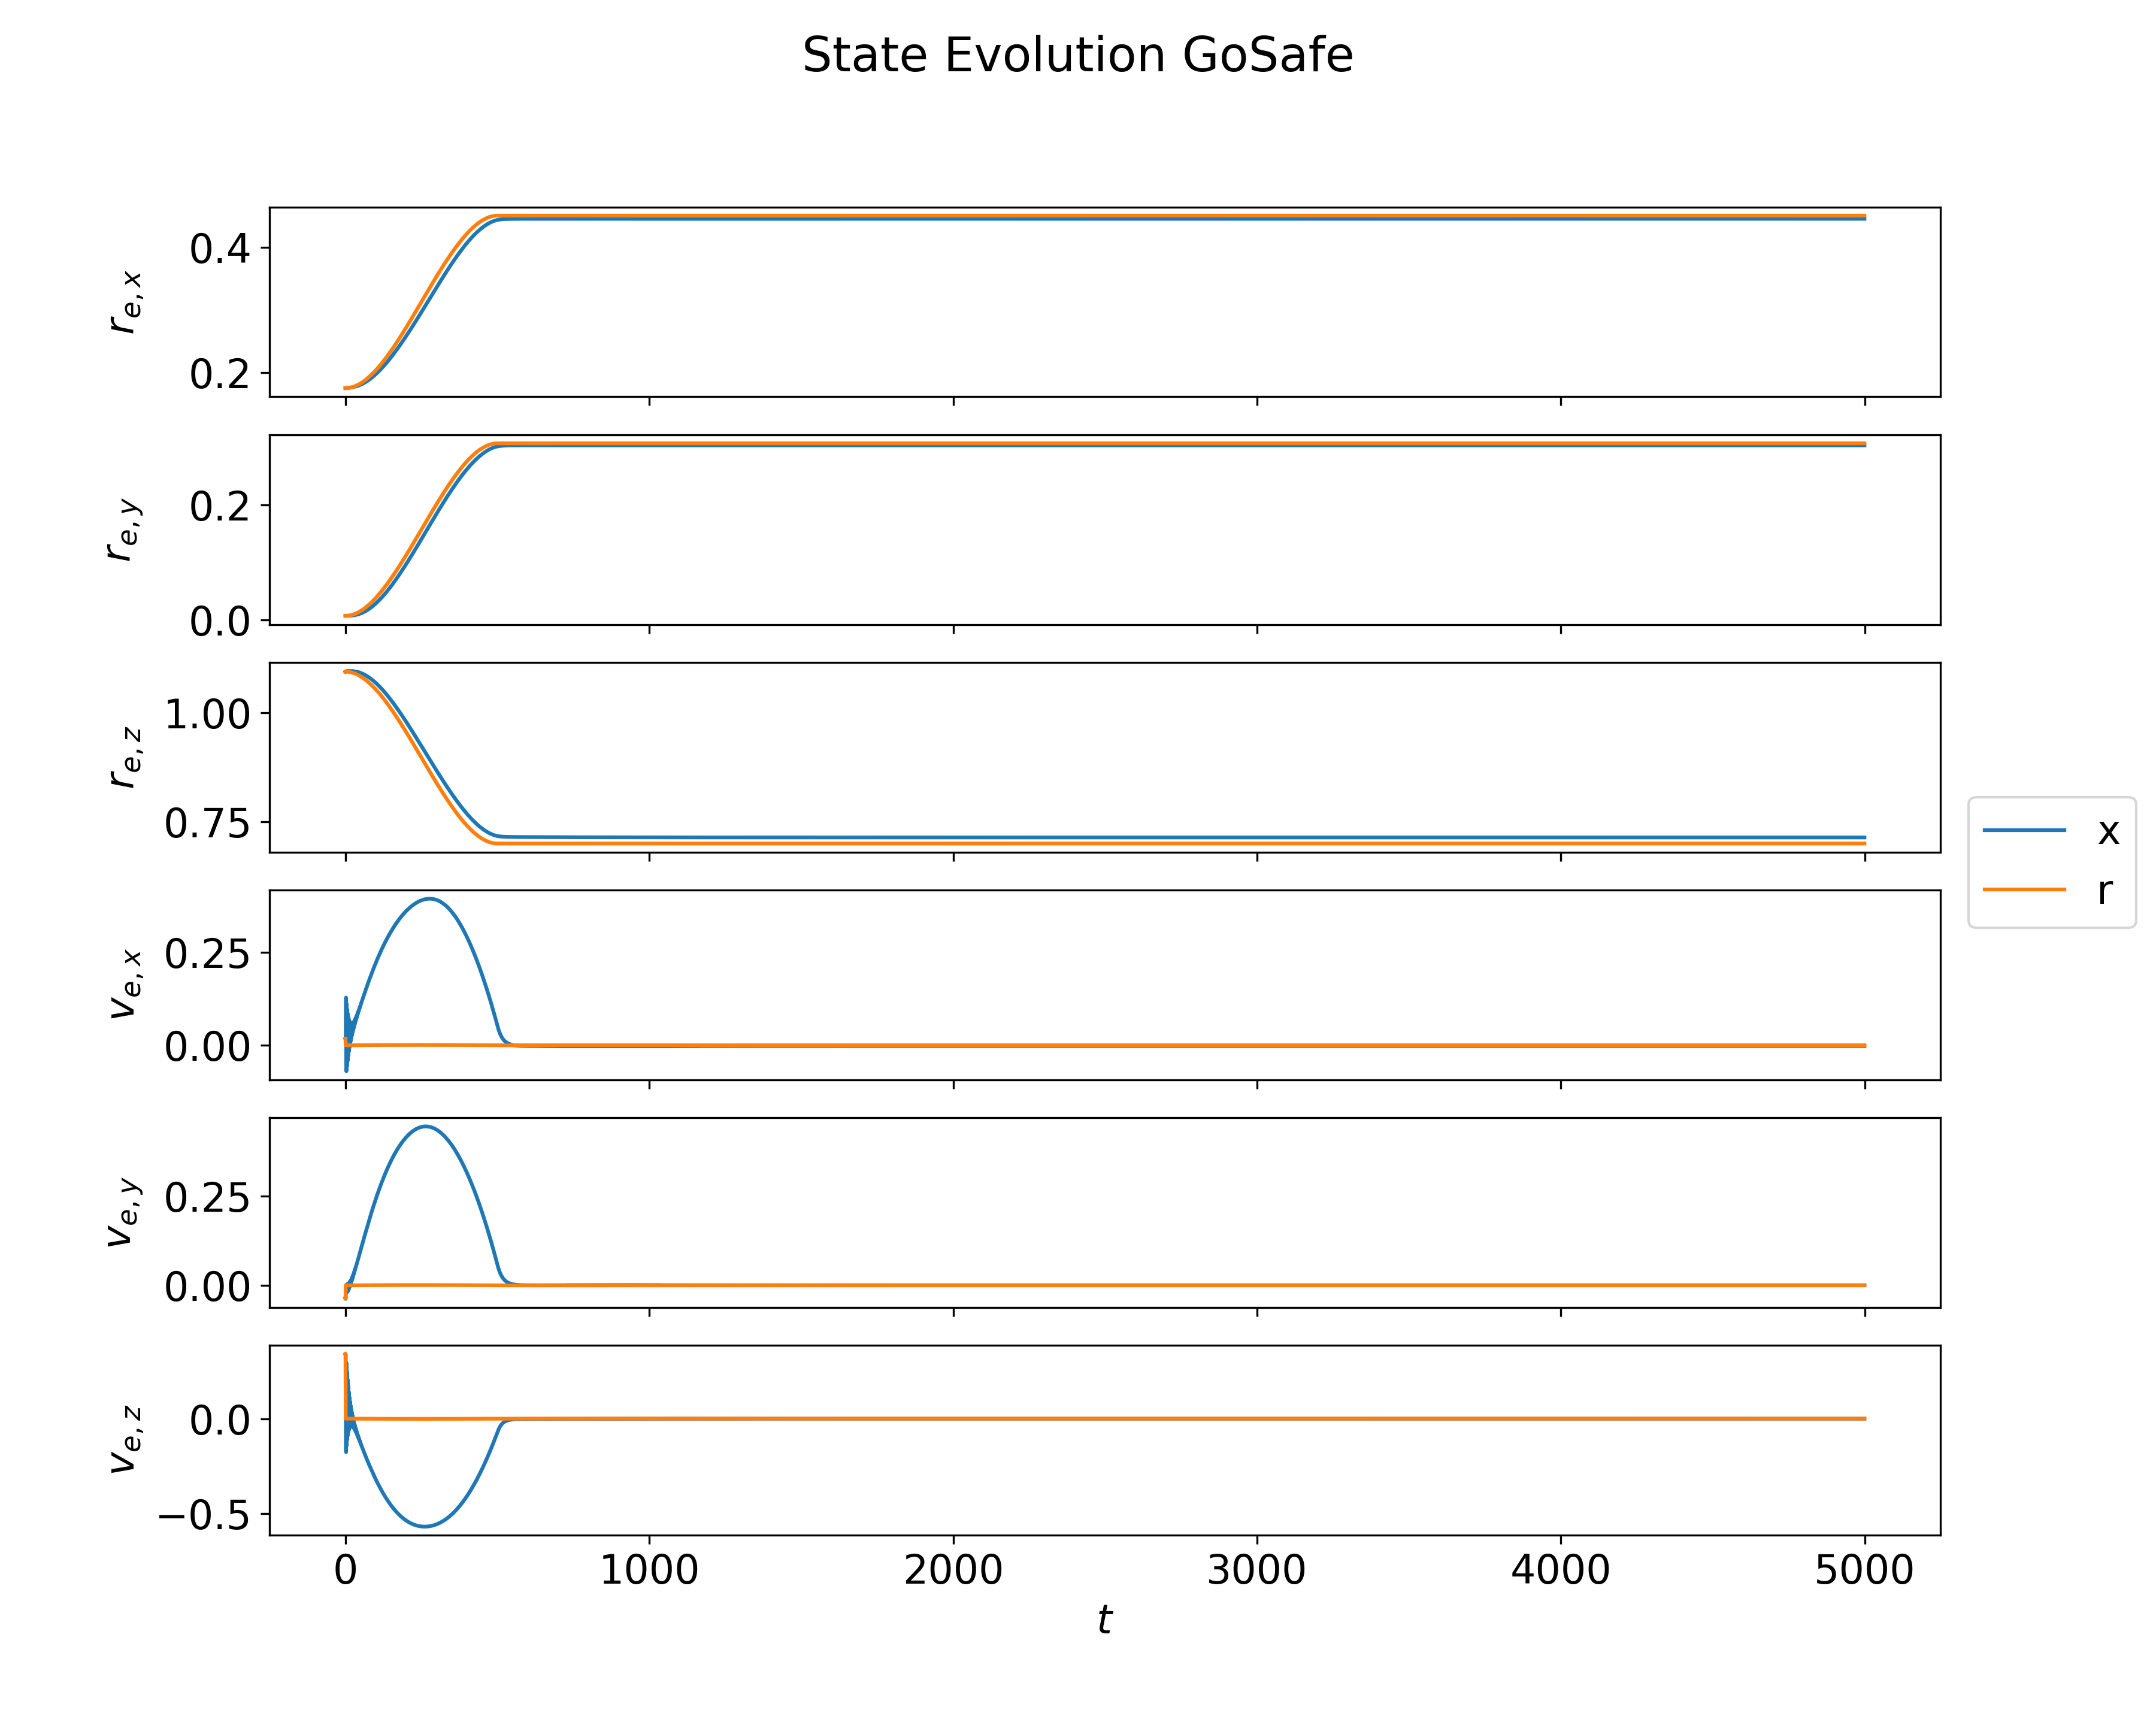 State Evolution GoSafe
r_{e,x}
0.4
0.2
r_{e,y}
0.2
0.0
r_{e,z}
1.00
0.75
x
r
v_{e,x}
0.25
0.00
v_{e,y}
0.25
0.00
v_{e,z}
0.0
−0.5
0 1000 2000 3000 4000 5000
t